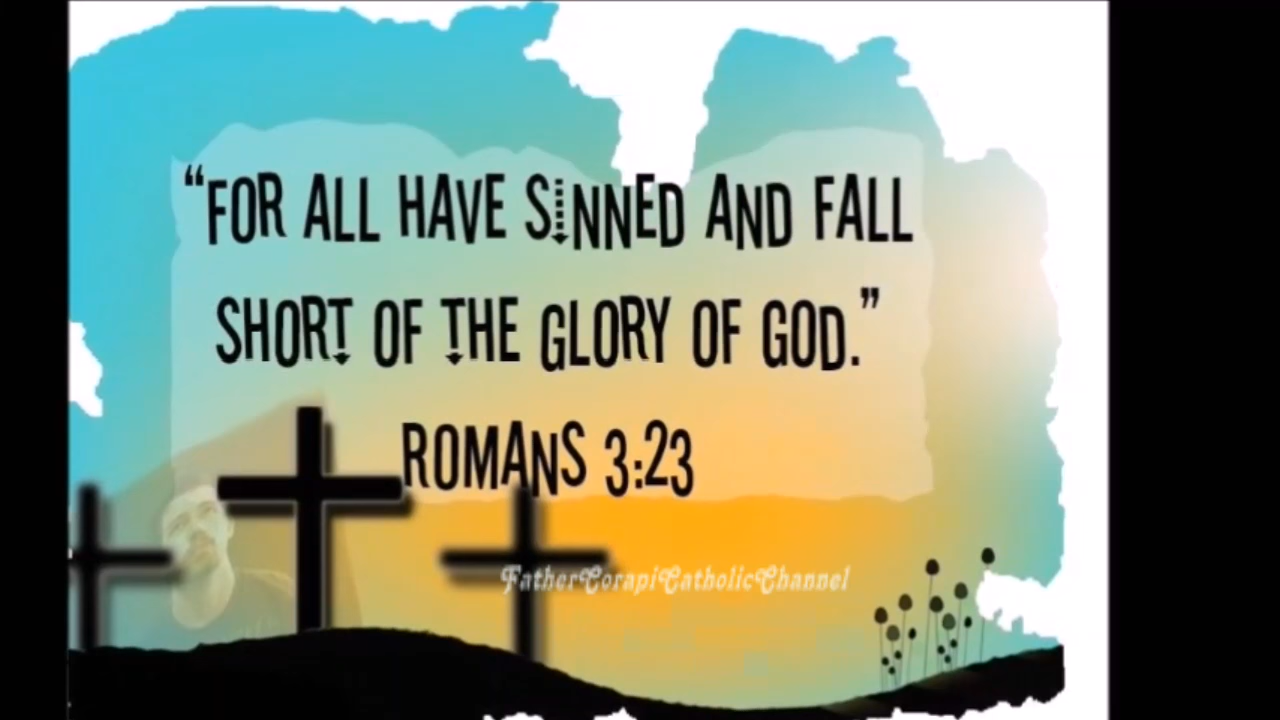 “FOR ALL HAVE SINNED AND FALL
SHORT OF THE GLORY OF GOD.”
ROMANS 3:23
FatherCorapiCatholicChannel